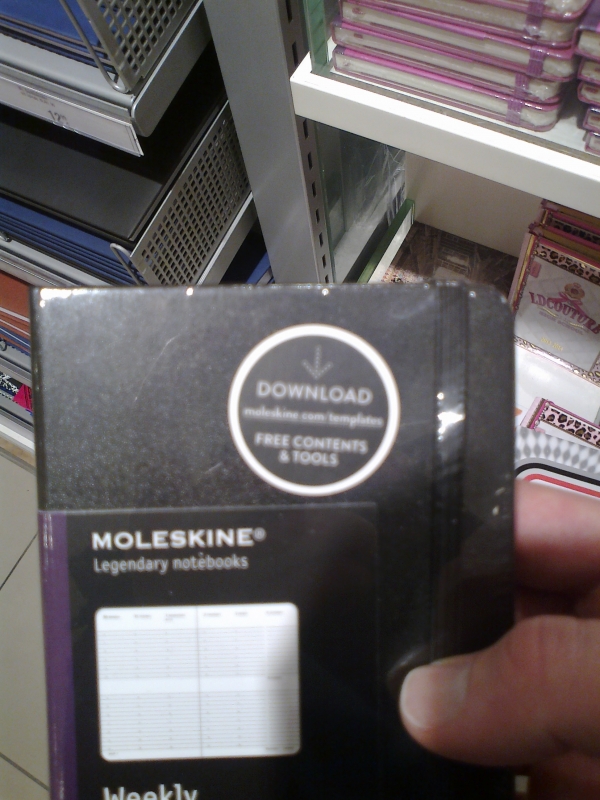 DOWNLOAD
moleskine.com/templates
FREE CONTENTS
& TOOLS
MOLESKINE®
Legendary notebooks
Weekly